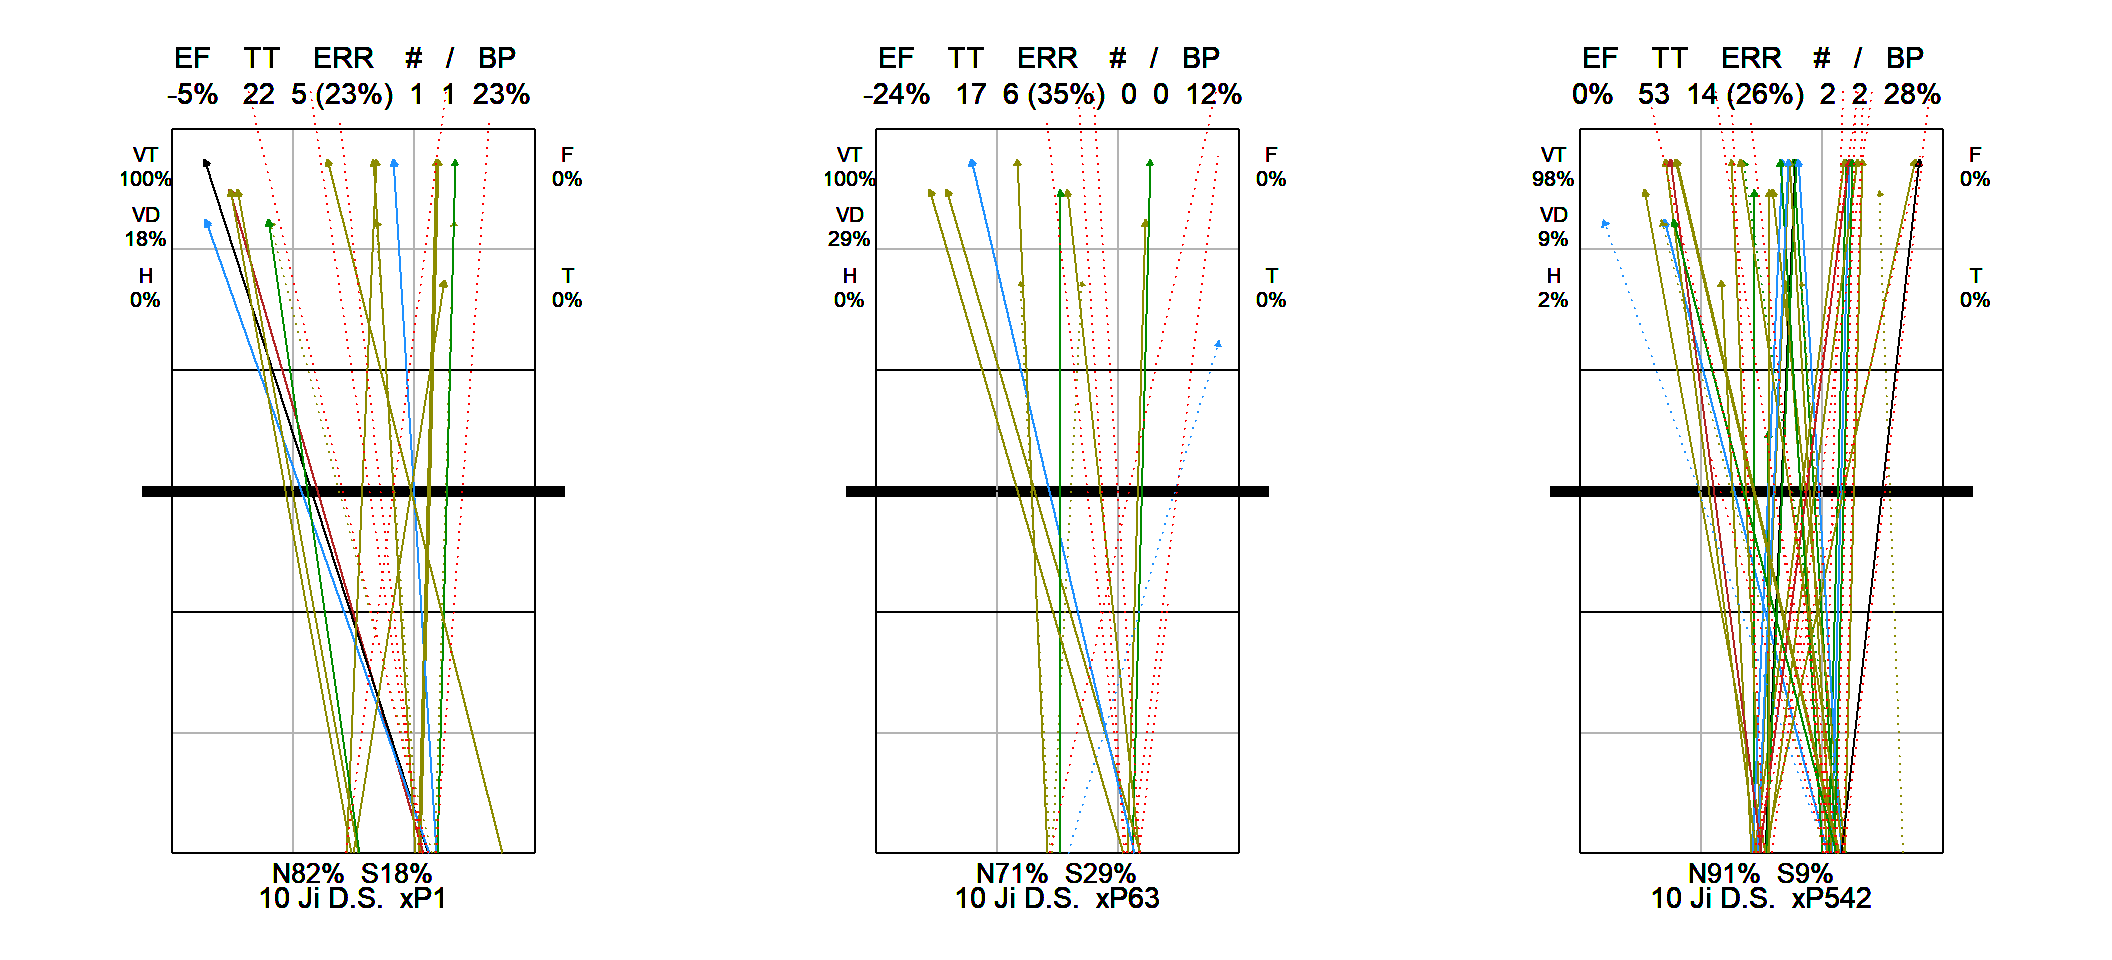 EF TT ERR # / BP
-5% 22 5 (23%) 1 1 23%
VT
100%
VD
18%
H
0%
F
0%
T
0%
N82% S18%
10 Ji D.S. xP1
EF TT ERR # / BP
-24% 17 6 (35%) 0 0 12%
VT
100%
VD
29%
H
0%
F
0%
T
0%
N71% S29%
10 Ji D.S. xP63
EF TT ERR # / BP
0% 53 14 (26%) 2 2 28%
VT
98%
VD
9%
H
2%
F
0%
T
0%
N91% S9%
10 Ji D.S. xP542